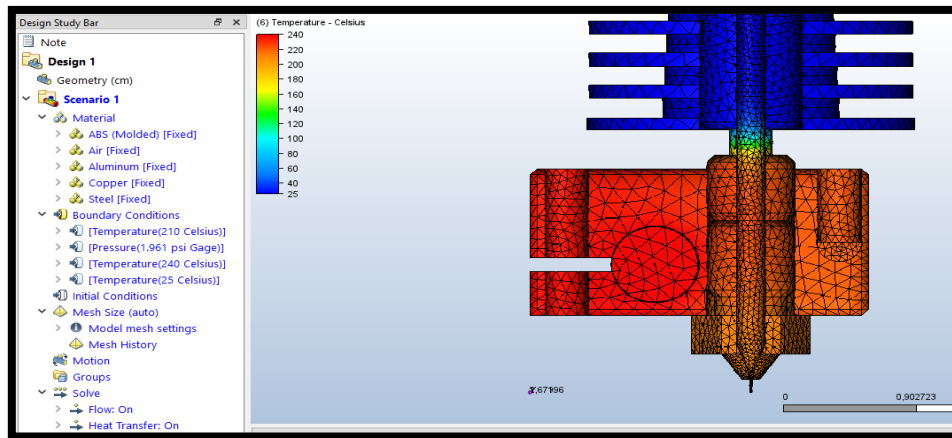 Design Study Bar
Note
Design 1
Geometry (cm)
Scenario 1
Material
ABS (Molded) [Fixed]
Air [Fixed]
Aluminum [Fixed]
Copper [Fixed]
Steel [Fixed]
Boundary Conditions
[Temperature(210 Celsius)]
[Pressure(1.961 psi Gage)]
[Temperature(240 Celsius)]
[Temperature(25 Celsius)]
Initial Conditions
Mesh Size (auto)
Model mesh settings
Mesh History
Motion
Groups
Solve
Flow: On
Heat Transfer: On
(6) Temperature - Celsius
240
220
200
180
160
140
120
100
80
60
40
25
0
0,902723